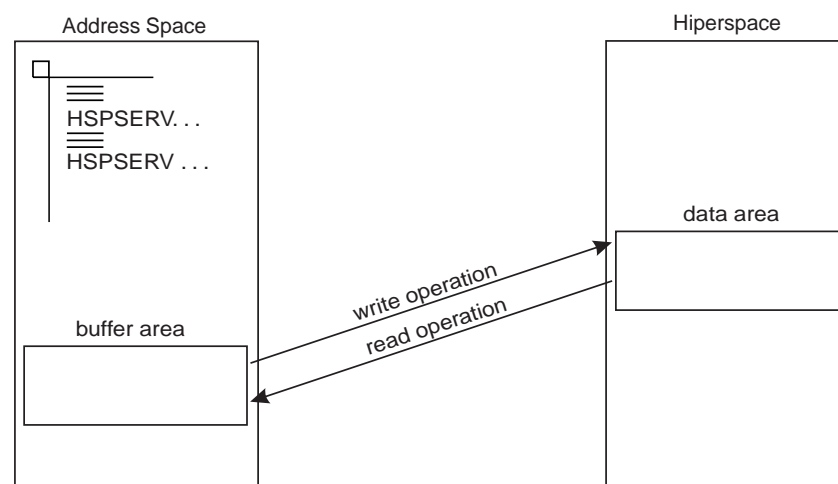 Address Space
Hiperspace
HSPSERV. . .
HSPSERV . . .
data area
write operation
read operation
buffer area